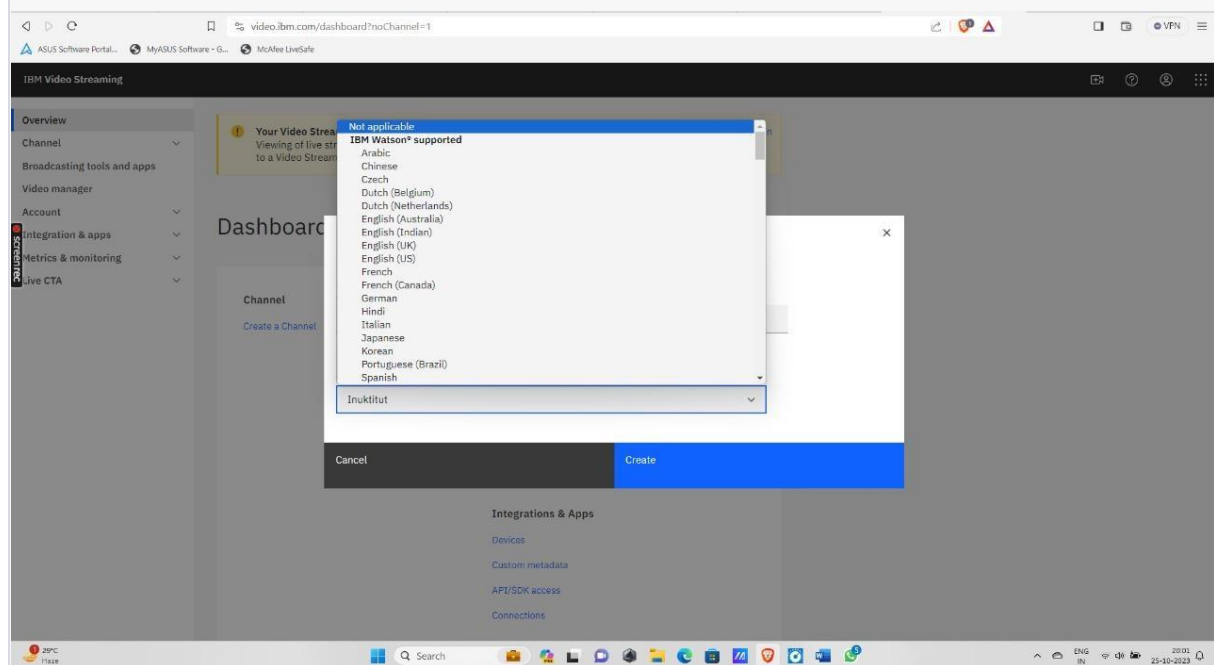 video.ibm.com/dashboard?noChannel=1
VPN
ASUS Software Portal...
MyASUS Software - G...
McAfee LiveSafe
IBM Video Streaming
Overview
Channel
Broadcasting tools and apps
Video manager
Account
Integration & apps
Metrics & monitoring
Live CTA
screenrec
Your Video Strea
Viewing of live str
to a Video Stream
Dashboard
Channel
Create a Channel
Not applicable
IBM Watson® supported
Arabic
Chinese
Czech
Dutch (Belgium)
Dutch (Netherlands)
English (Australia)
English (Indian)
English (UK)
English (US)
French
French (Canada)
German
Hindi
Italian
Japanese
Korean
Portuguese (Brazil)
Spanish
Inuktitut
Cancel
Create
Integrations & Apps
Devices
Custom metadata
API/SDK access
Connections
29°C
Haze
Search
ENG
IN
20:01
25-10-2023